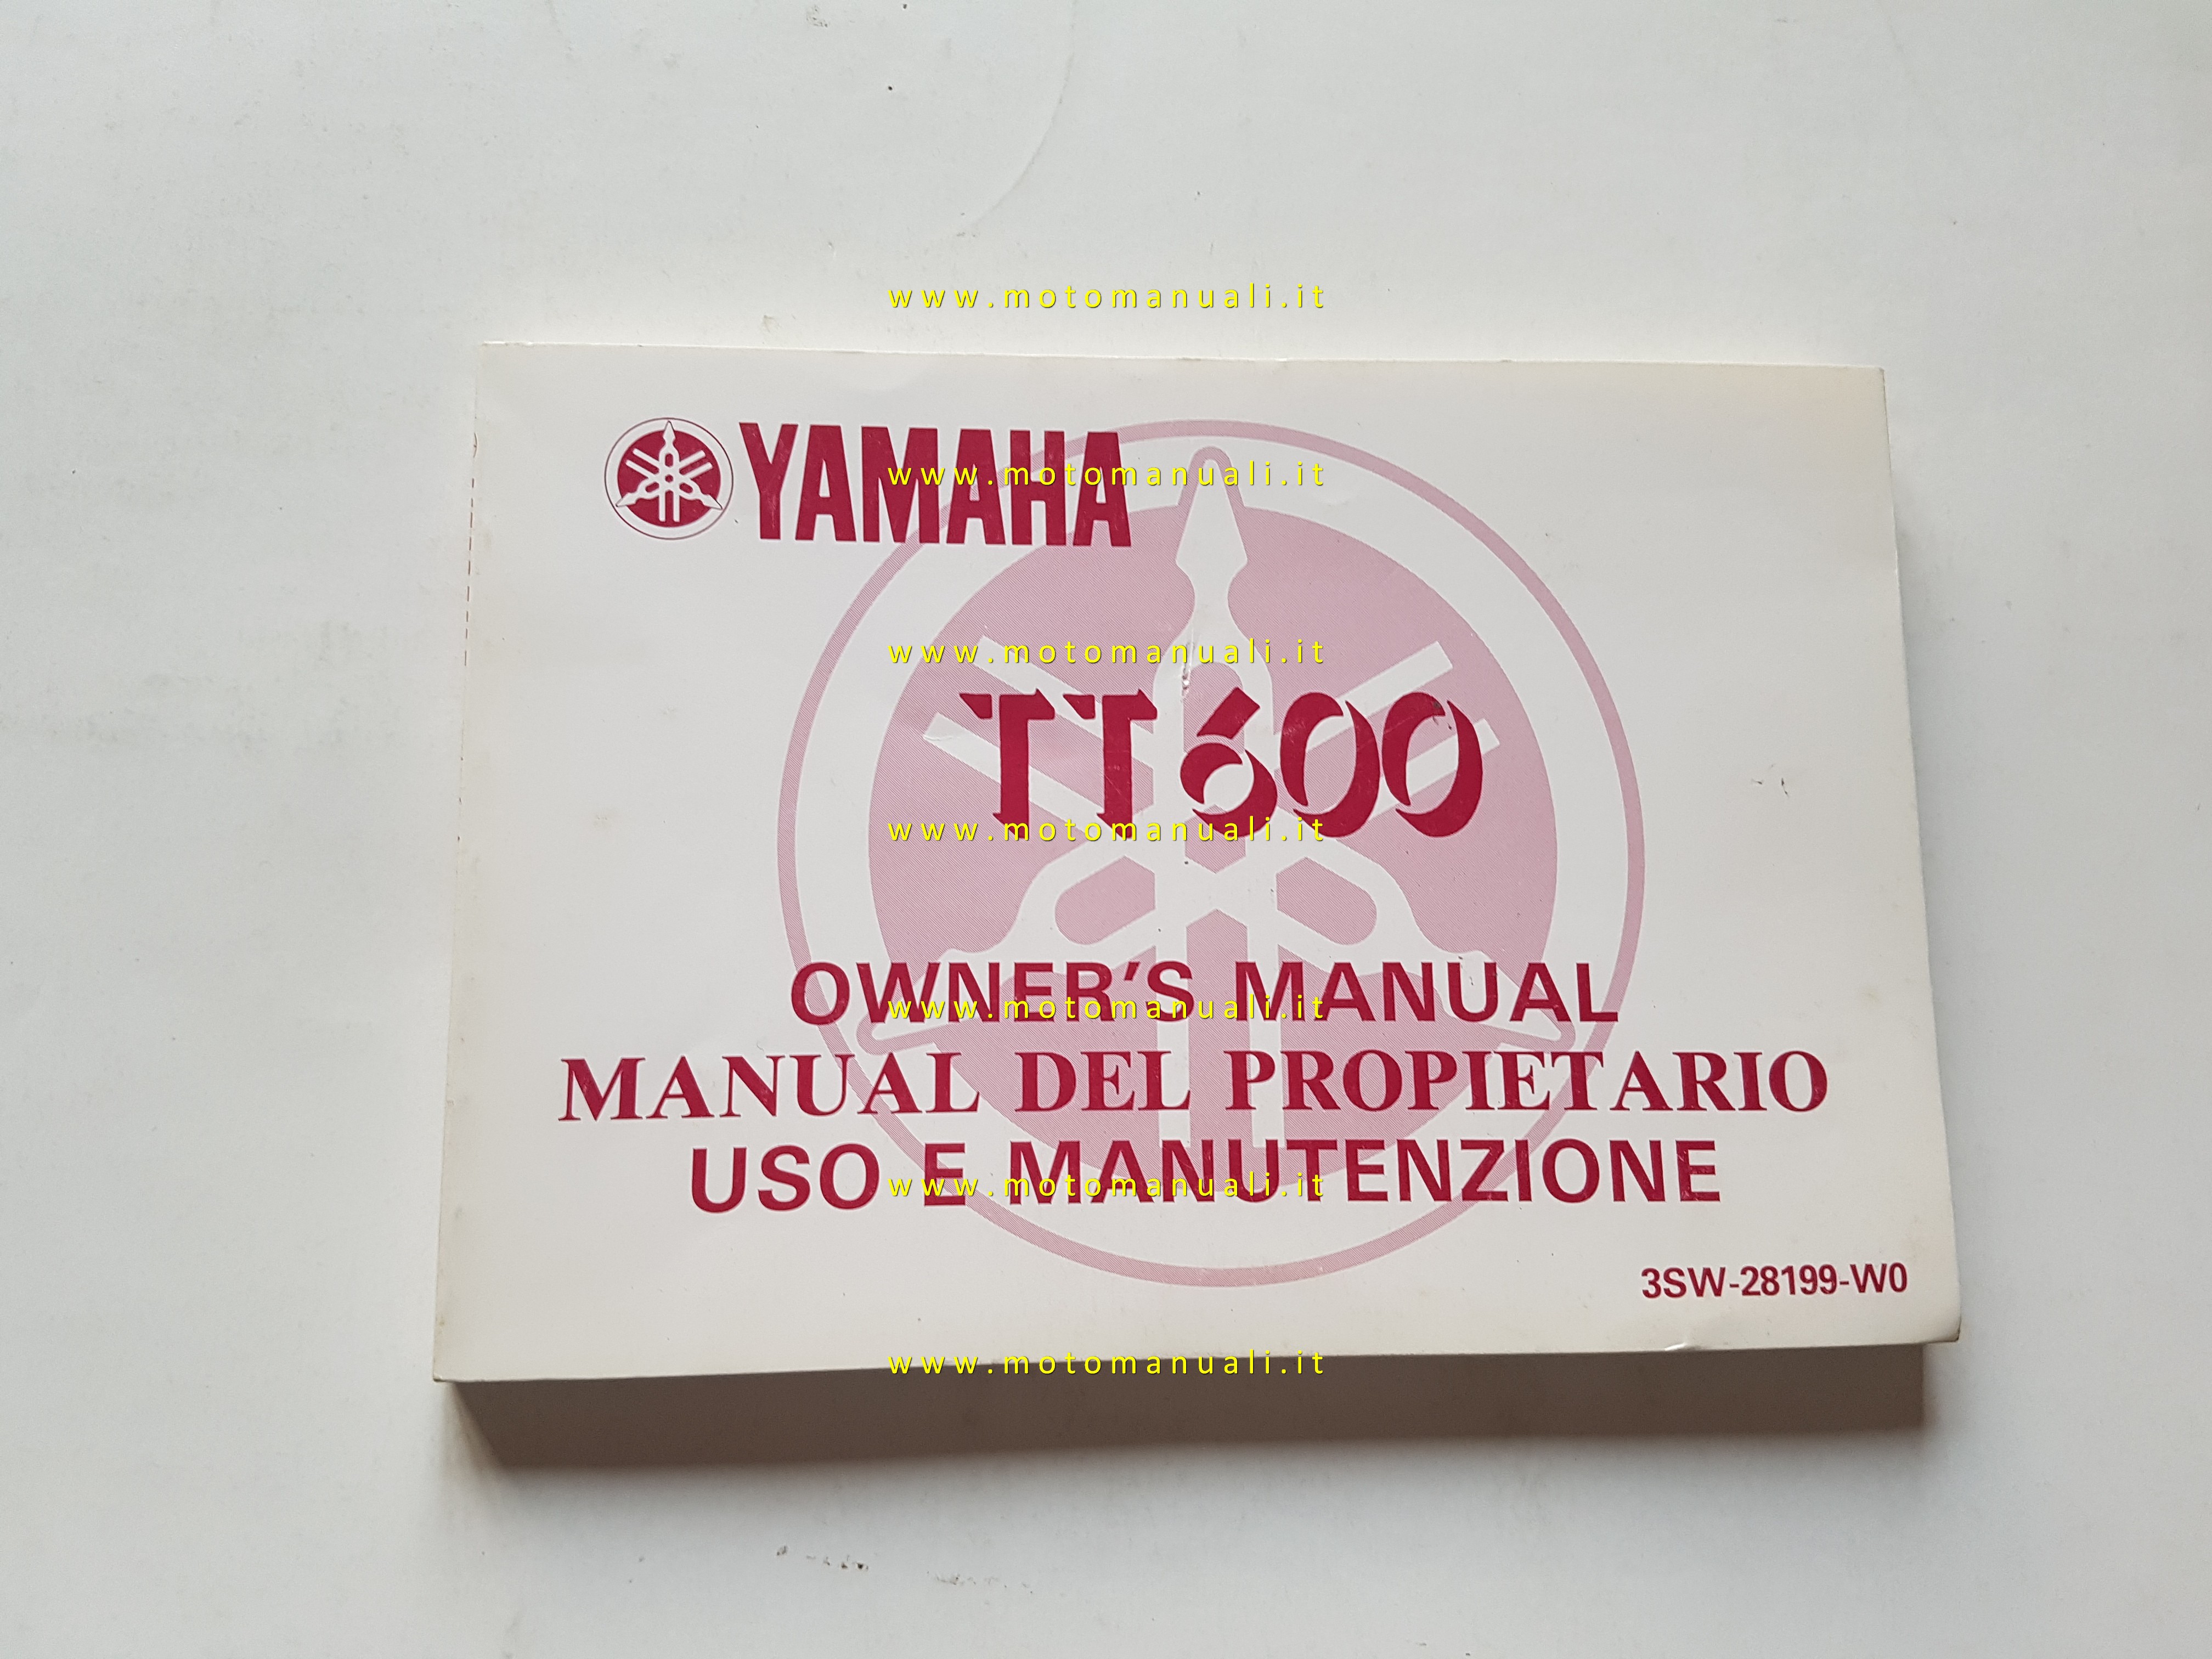 www.motomanuali.it
YAMAHA
www.motomanuali.it
www.motomanuali.it
TT600
www.motomanuali.it
OWNER'S MANUAL
www.motomanuali.it
MANUAL DEL PROPIETARIO
USO E MANUTENZIONE
www.motomanuali.it
3SW-28199-W0
www.motomanuali.it